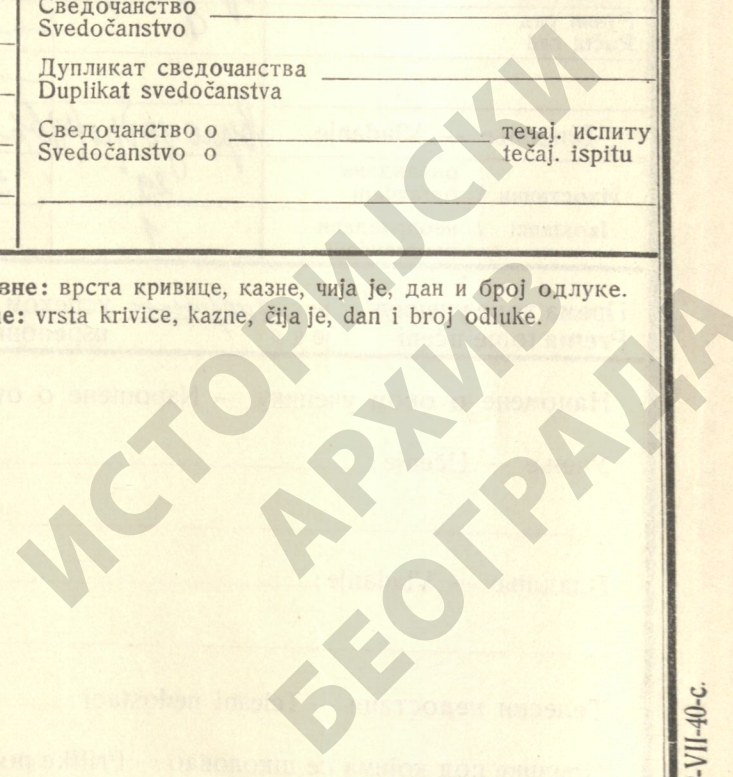 Сведочанство
Svedočanstvo
Дупликат сведочанства
Duplikat svedočanstva
Сведочанство о течај. испиту
Svedočanstvo o tečaj. ispitu
вне: врста кривице, казне, чија је, дан и број одлуке.
ne: vrsta krivice, kazne, čija je, dan i broj odluke.
ИСТОРИЈСКИ
АРХИВ
БЕОГРАДА
-VII-40-c.